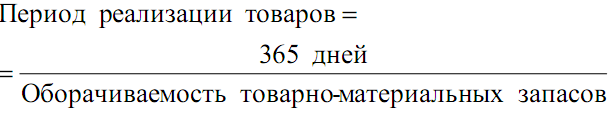 Период реализации товаров =
= 365 дней
Оборачиваемость товарно-материальных запасов